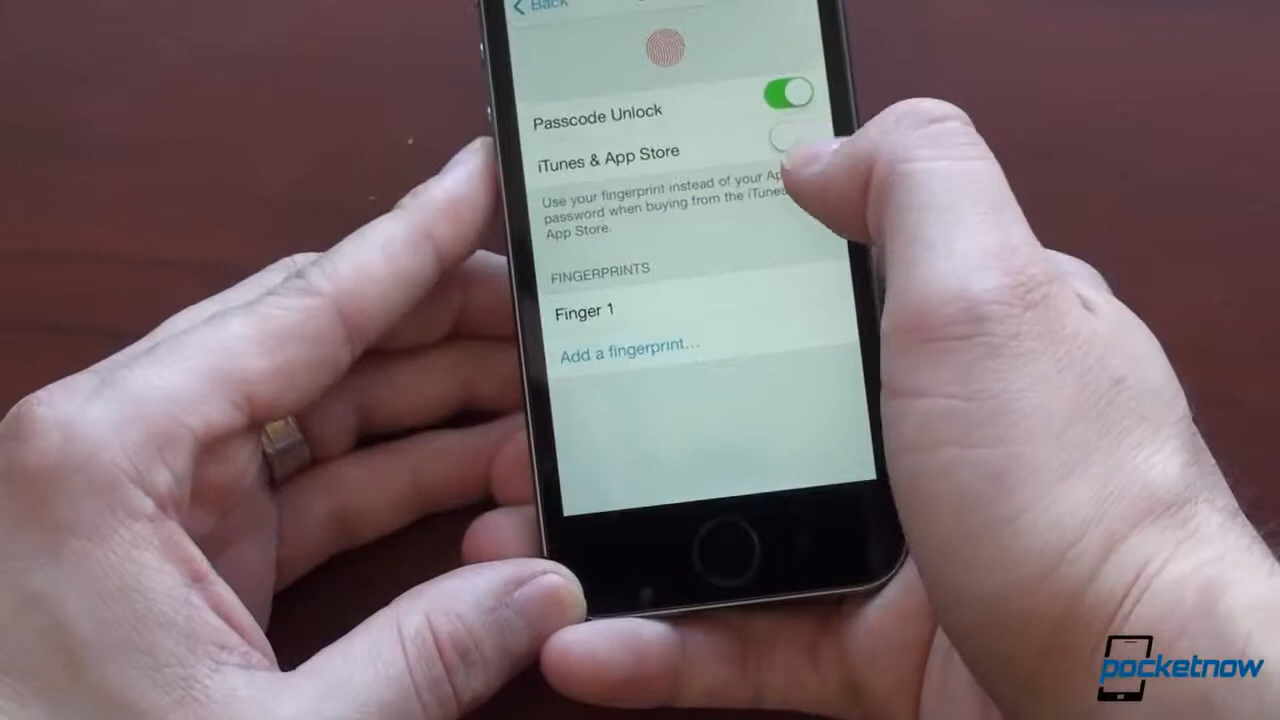 Back
Passcode Unlock
iTunes & App Store
Use your fingerprint instead of your
password when buying from the iTunes
App Store.
FINGERPRINTS
Finger 1
Add a fingerprint...
pocketnow